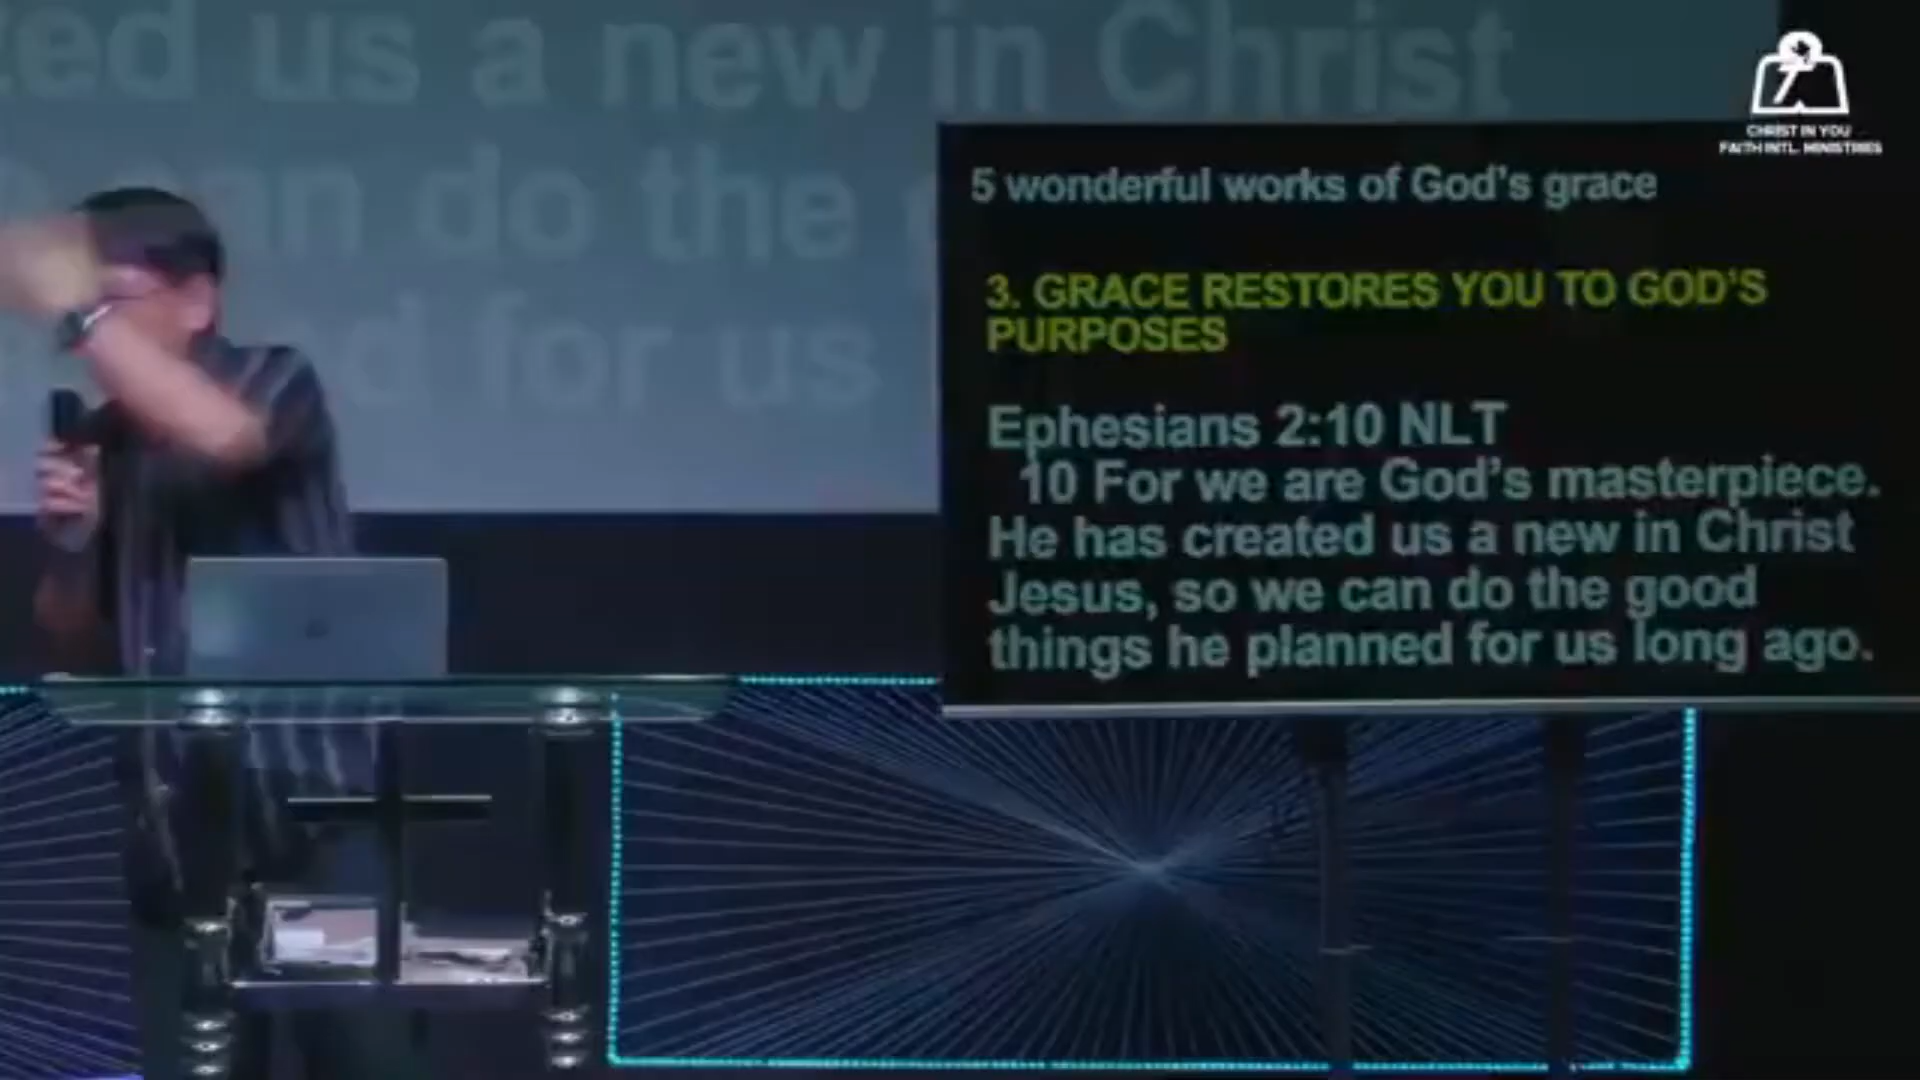 ted us a new in Christ
can do the
for us
CHRIST IN YOU
FAITH INTL. MINISTRIES
5 wonderful works of God's grace
3. GRACE RESTORES YOU TO GOD'S
PURPOSES
Ephesians 2:10 NLT
10 For we are God's masterpiece.
He has created us a new in Christ
Jesus, so we can do the good
things he planned for us long ago.